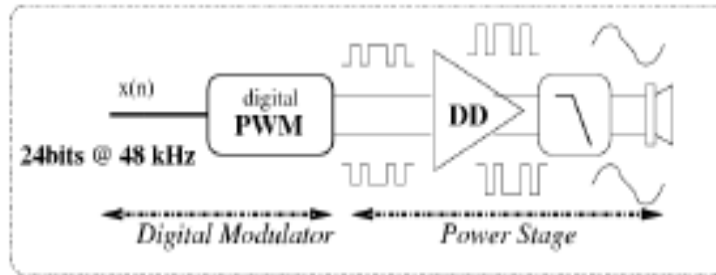 x(n)
24bits @ 48 kHz
digital
PWM
DD
Digital Modulator
Power Stage